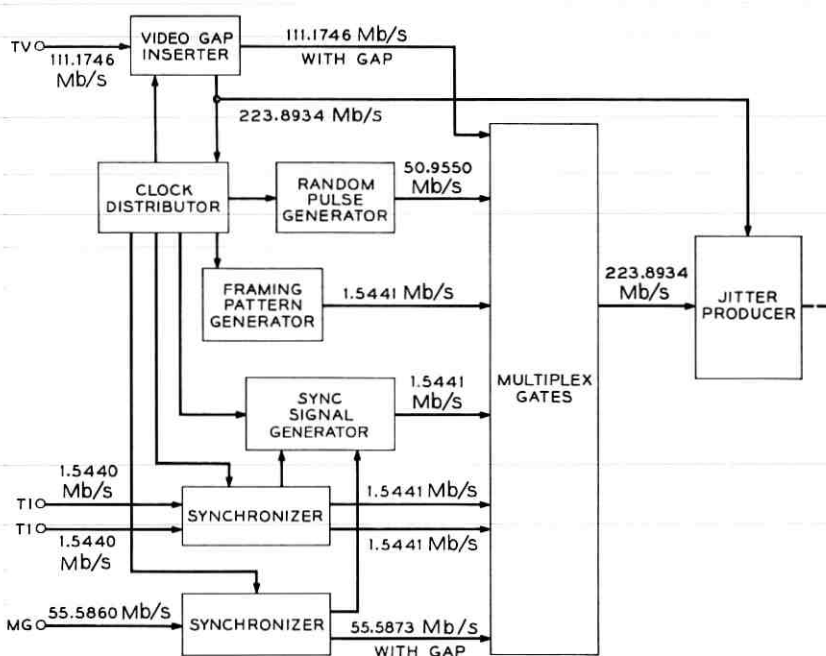 TV
111.1746
Mb/s
VIDEO GAP
INSERTER
111.1746 Mb/s
WITH GAP
223.8934 Mb/s
CLOCK
DISTRIBUTOR
RANDOM
PULSE
GENERATOR
50.9550
Mb/s
FRAMING
PATTERN
GENERATOR
1.5441 Mb/s
223.8934
Mb/s
JITTER
PRODUCER
MULTIPLEX
GATES
SYNC
SIGNAL
GENERATOR
1.5441
Mb/s
1.5440
Mb/s
T1
T1
1.5440
Mb/s
SYNCHRONIZER
1.5441 Mb/s
1.5441 Mb/s
MG
55.5860 Mb/s
SYNCHRONIZER
55.5873 Mb/s
WITH GAP